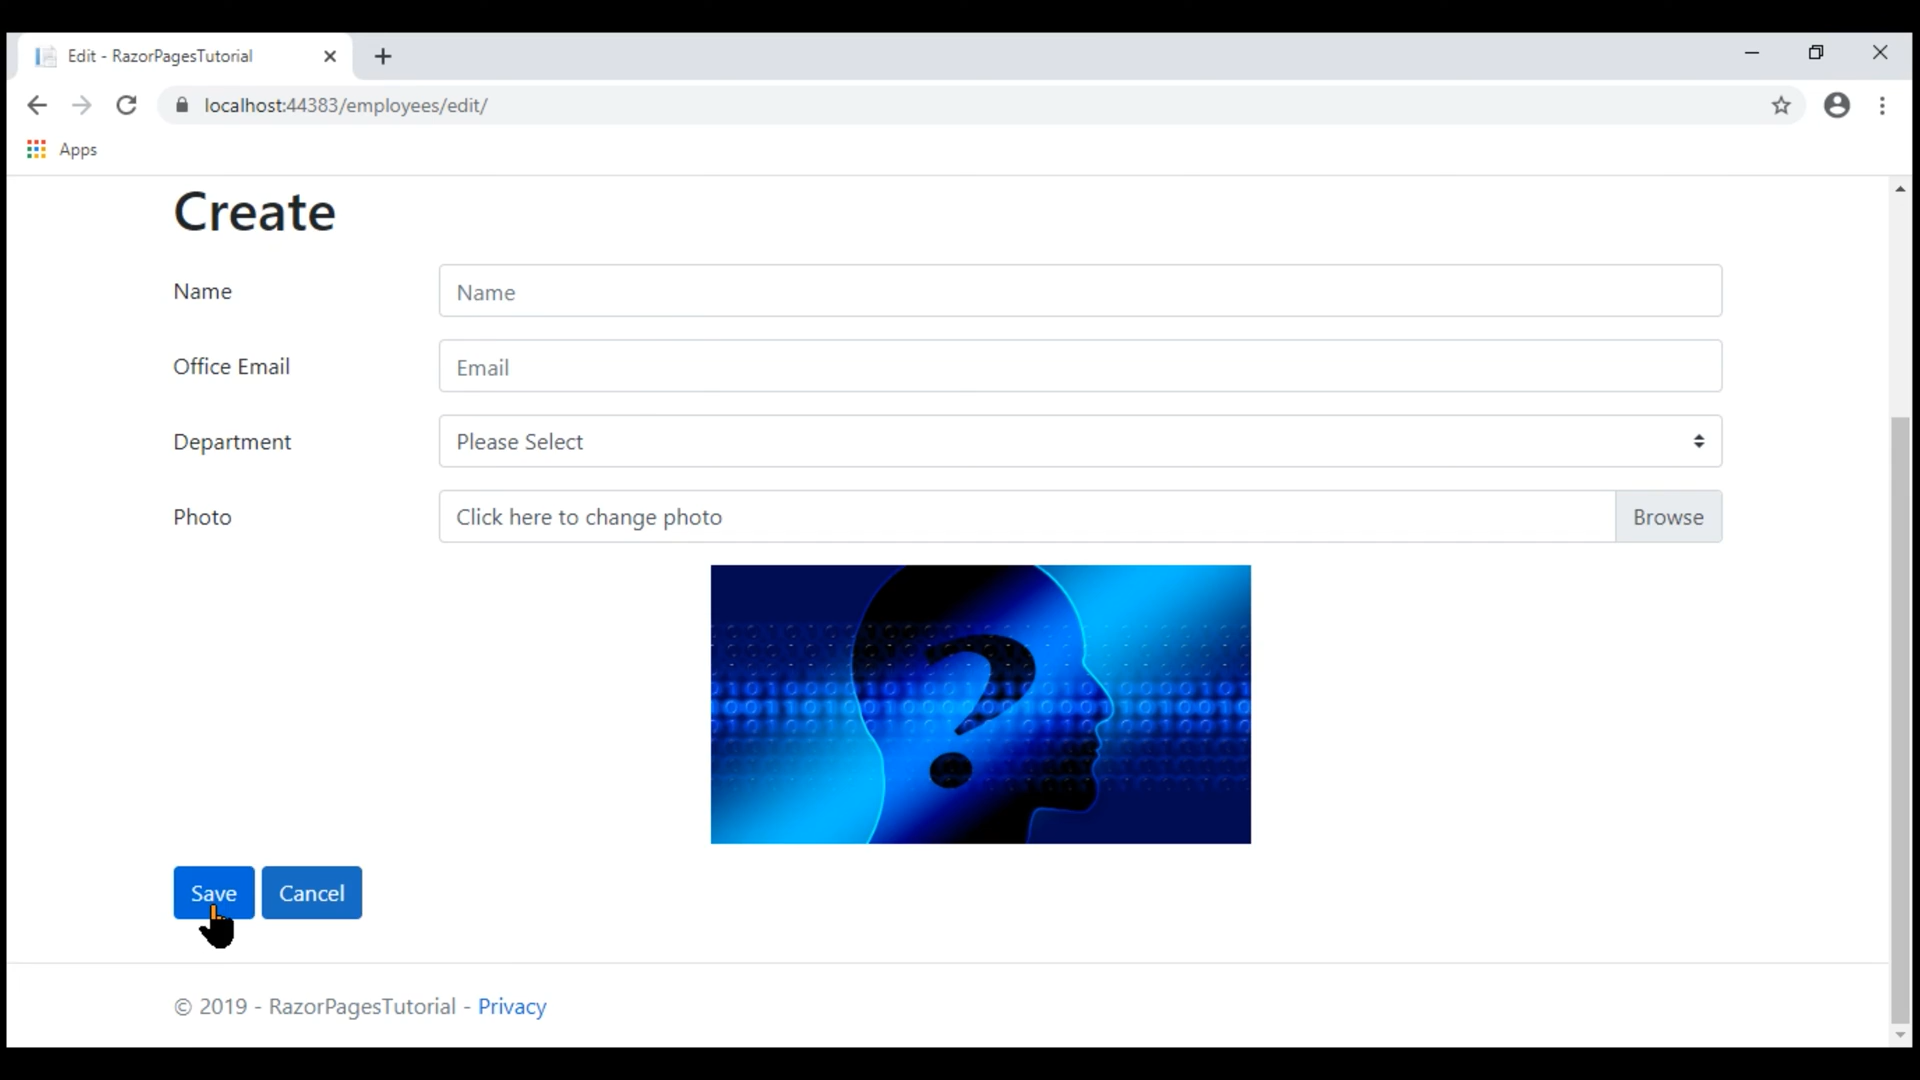 Edit - RazorPagesTutorial
localhost:44383/employees/edit/
Apps
Create
Name Name
Office Email Email
Department Please Select
Photo Click here to change photo Browse
Save Cancel
© 2019 - RazorPagesTutorial - Privacy